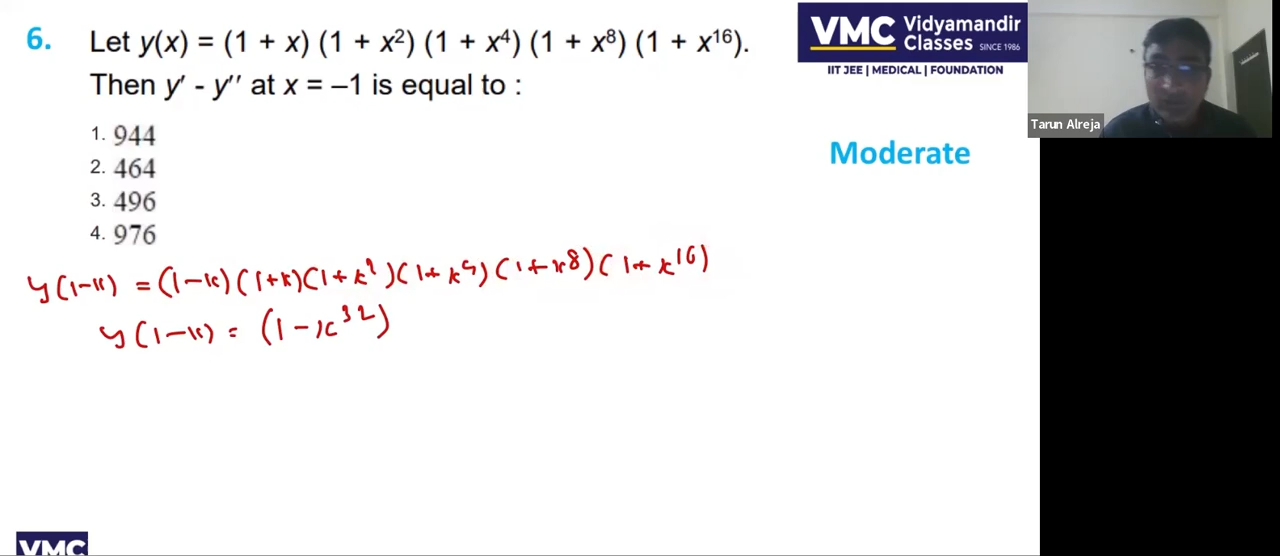 6. Let y(x) = (1 + x) (1 + x²) (1 + x⁴) (1 + x⁸) (1 + x¹⁶).
Then y' - y'' at x = –1 is equal to :
1. 944
2. 464
3. 496
4. 976
y(1-x) = (1-x)(1+x)(1+x²)(1+x⁴)(1+x⁸)(1+x¹⁶)
y(1-x) = (1-x³²)
VMC Vidyamandir
Classes SINCE 1986
IIT JEE | MEDICAL | FOUNDATION
Moderate
Tarun Alreja
VMC